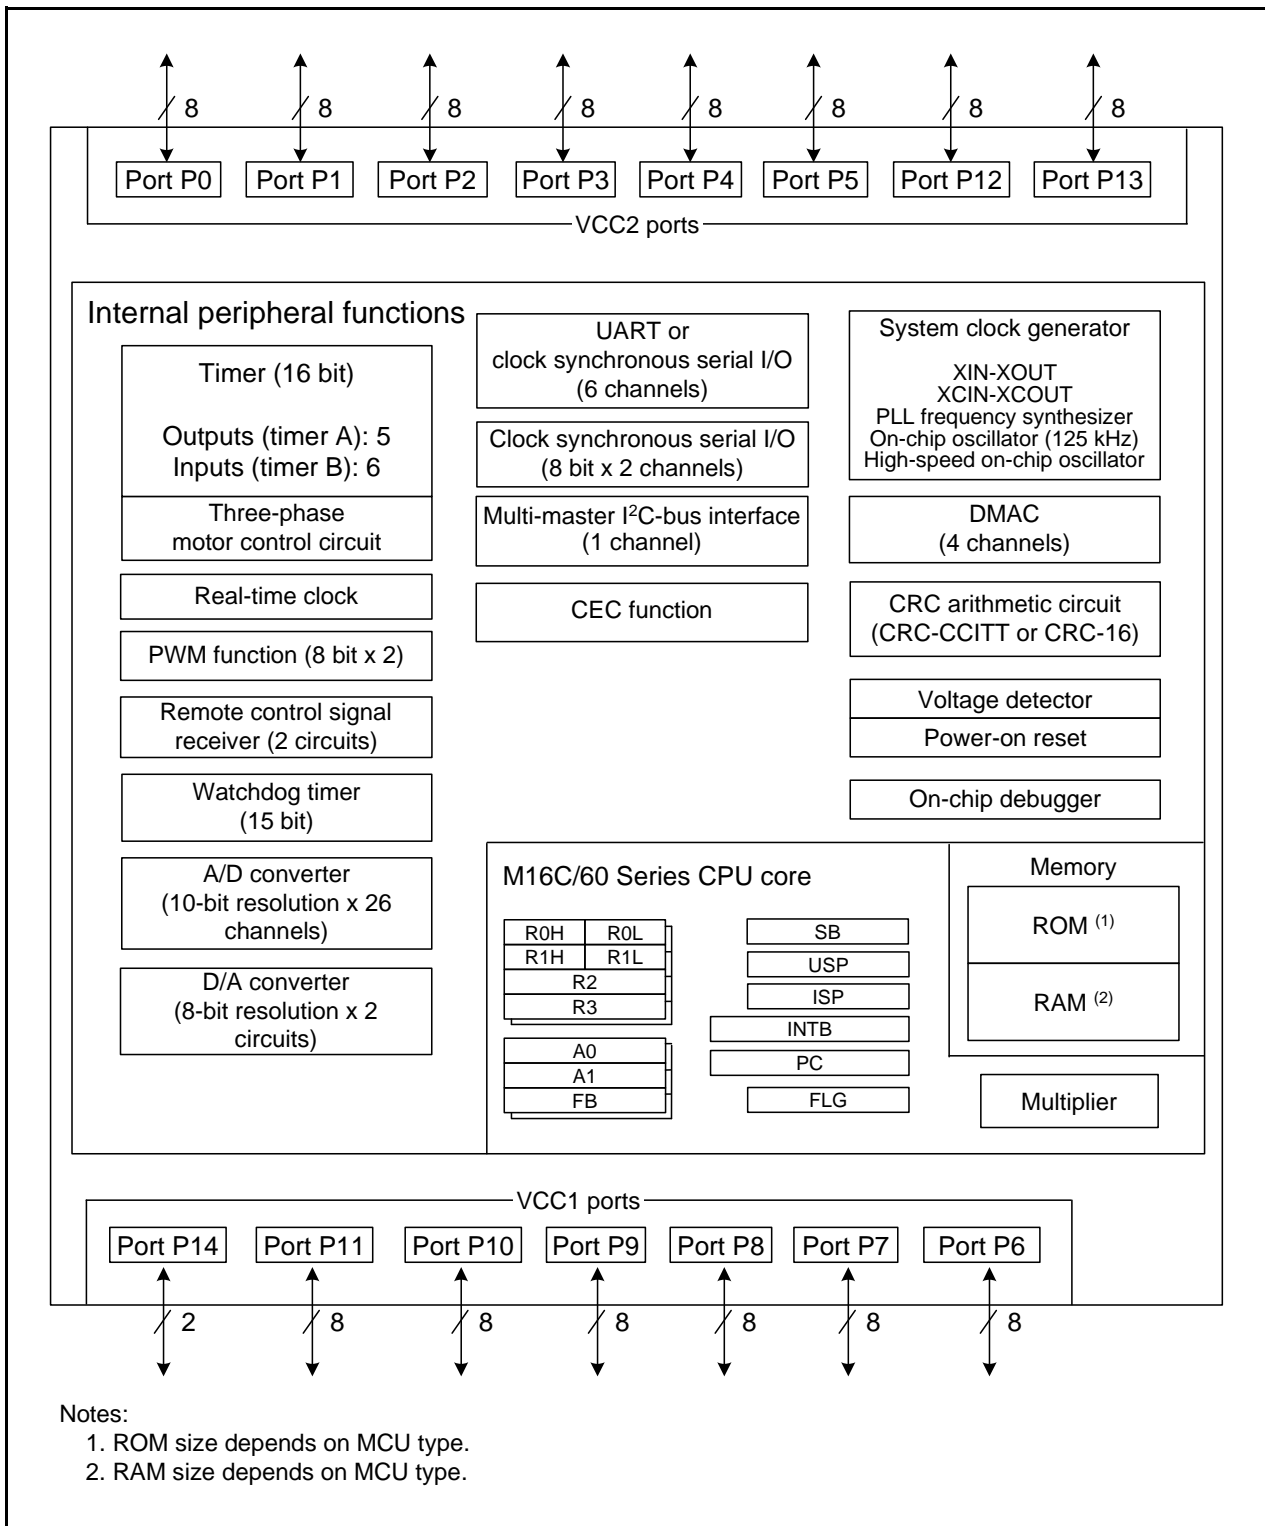 8 8 8 8 8 8 8 8
Port P0 Port P1 Port P2 Port P3 Port P4 Port P5 Port P12 Port P13
VCC2 ports
Internal peripheral functions
Timer (16 bit)
Outputs (timer A): 5
Inputs (timer B): 6
Three-phase
motor control circuit
Real-time clock
PWM function (8 bit x 2)
Remote control signal
receiver (2 circuits)
Watchdog timer
(15 bit)
A/D converter
(10-bit resolution x 26
channels)
D/A converter
(8-bit resolution x 2
circuits)
UART or
clock synchronous serial I/O
(6 channels)
Clock synchronous serial I/O
(8 bit x 2 channels)
Multi-master I²C-bus interface
(1 channel)
CEC function
System clock generator
XIN-XOUT
XCIN-XCOUT
PLL frequency synthesizer
On-chip oscillator (125 kHz)
High-speed on-chip oscillator
DMAC
(4 channels)
CRC arithmetic circuit
(CRC-CCITT or CRC-16)
Voltage detector
Power-on reset
On-chip debugger
M16C/60 Series CPU core
R0H R0L
R1H R1L
R2
R3
A0
A1
FB
SB
USP
ISP
INTB
PC
FLG
Memory
ROM (1)
RAM (2)
Multiplier
VCC1 ports
Port P14 Port P11 Port P10 Port P9 Port P8 Port P7 Port P6
2 8 8 8 8 8 8
Notes:
1. ROM size depends on MCU type.
2. RAM size depends on MCU type.